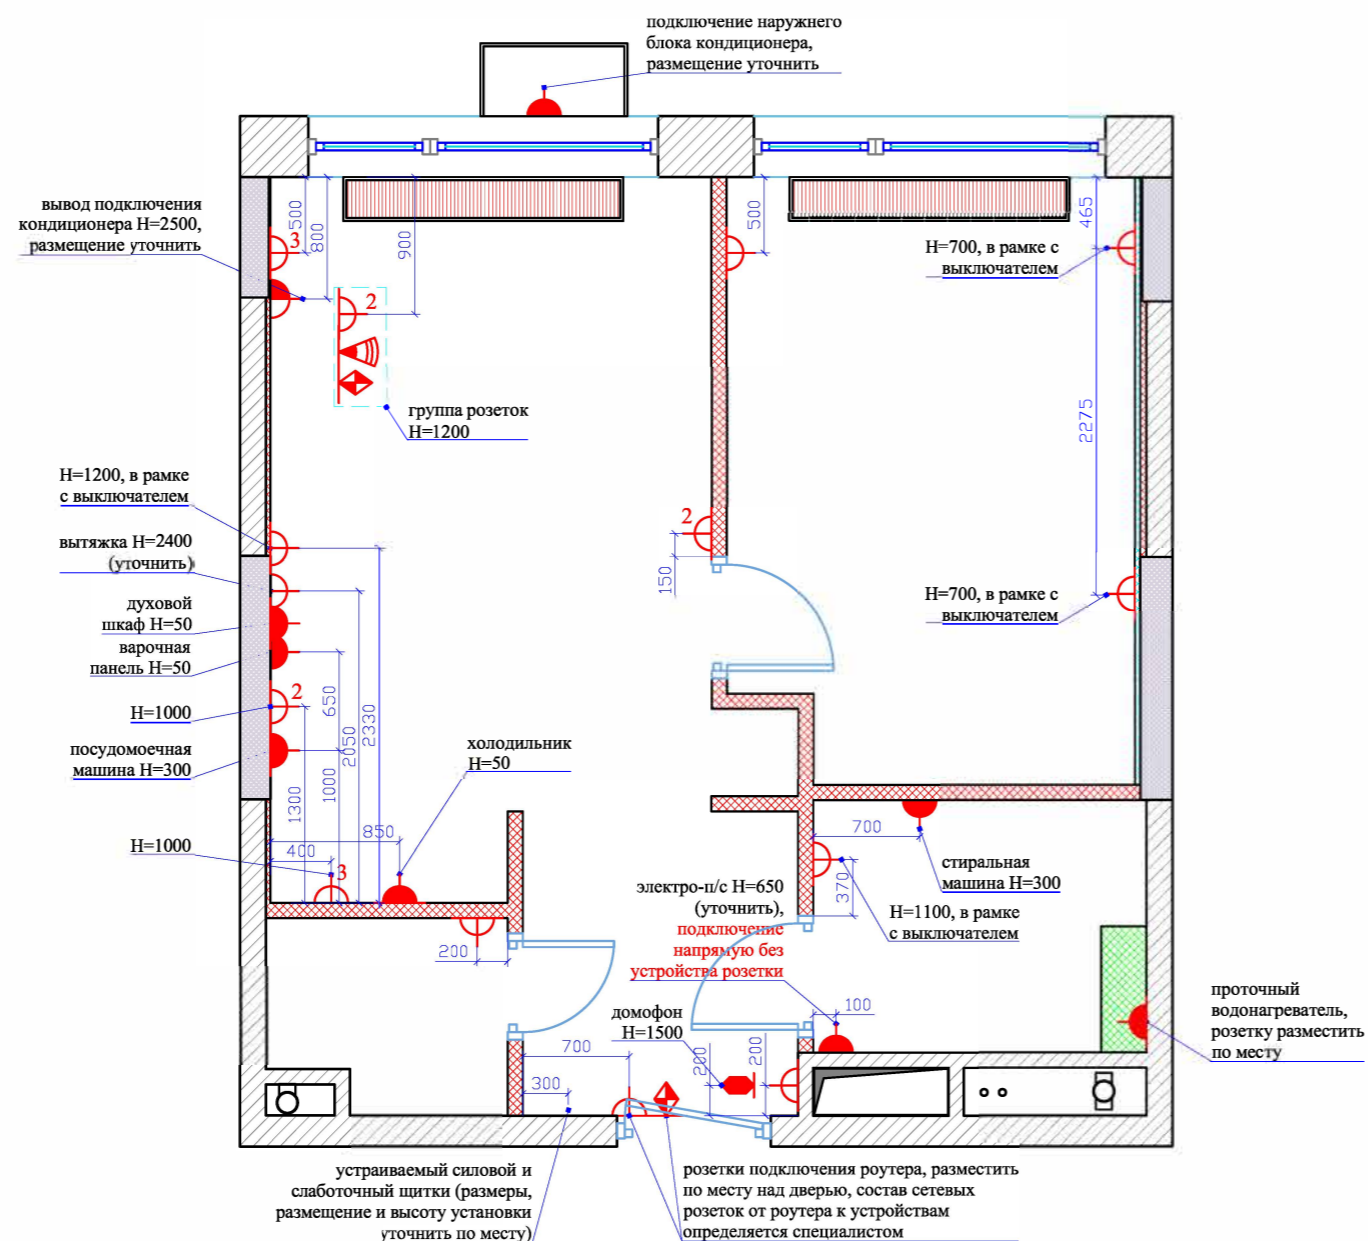 подключение наружнего
блока кондиционера,
размещение уточнить
вывод подключения
кондиционера H=2500,
размещение уточнить
500
800
900
3
2
группа розеток
H=1200
500
465
H=700, в рамке с
выключателем
2275
H=1200, в рамке
с выключателем
вытяжка H=2400
(уточнить)
духовой
шкаф H=50
варочная
панель H=50
2
H=1000
посудомоечная
машина H=300
H=1000
2
150
H=700, в рамке с
выключателем
650
2050
2330
1000
1300
холодильник
H=50
850
400
3
700
стиральная
машина H=300
370
H=1100, в рамке
с выключателем
электро-п/с H=650
(уточнить),
подключение
напрямую без
устройства розетки
200
домофон
H=1500
100
700
200
200
300
проточный
водонагреватель,
розетку разместить
по месту
устраиваемый силовой и
слаботочный щитки (размеры,
размещение и высоту установки
уточнить по месту)
розетки подключения роутера, разместить
по месту над дверью, состав сетевых
розеток от роутера к устройствам
определяется специалистом